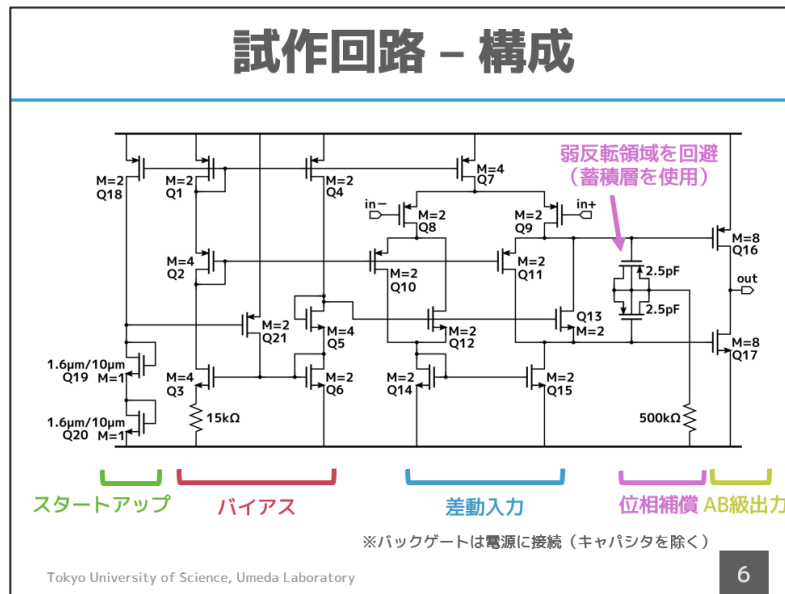 試作回路 – 構成
弱反転領域を回避
（蓄積層を使用）
M=2
Q18
M=2
Q1
M=2
Q4
M=4
Q7
in−
M=2
Q8
M=2
Q9
in+
M=8
Q16
M=4
Q2
M=2
Q10
M=2
Q11
2.5pF
out
2.5pF
M=2
Q21
M=4
Q5
M=2
Q12
Q13
M=2
M=8
Q17
1.6μm/10μm
Q19 M=1
M=4
Q3
M=2
Q6
M=2
Q14
M=2
Q15
1.6μm/10μm
Q20 M=1
15kΩ
500kΩ
スタートアップ
バイアス
差動入力
位相補償
AB級出力
※バックゲートは電源に接続（キャパシタを除く）
Tokyo University of Science, Umeda Laboratory
6